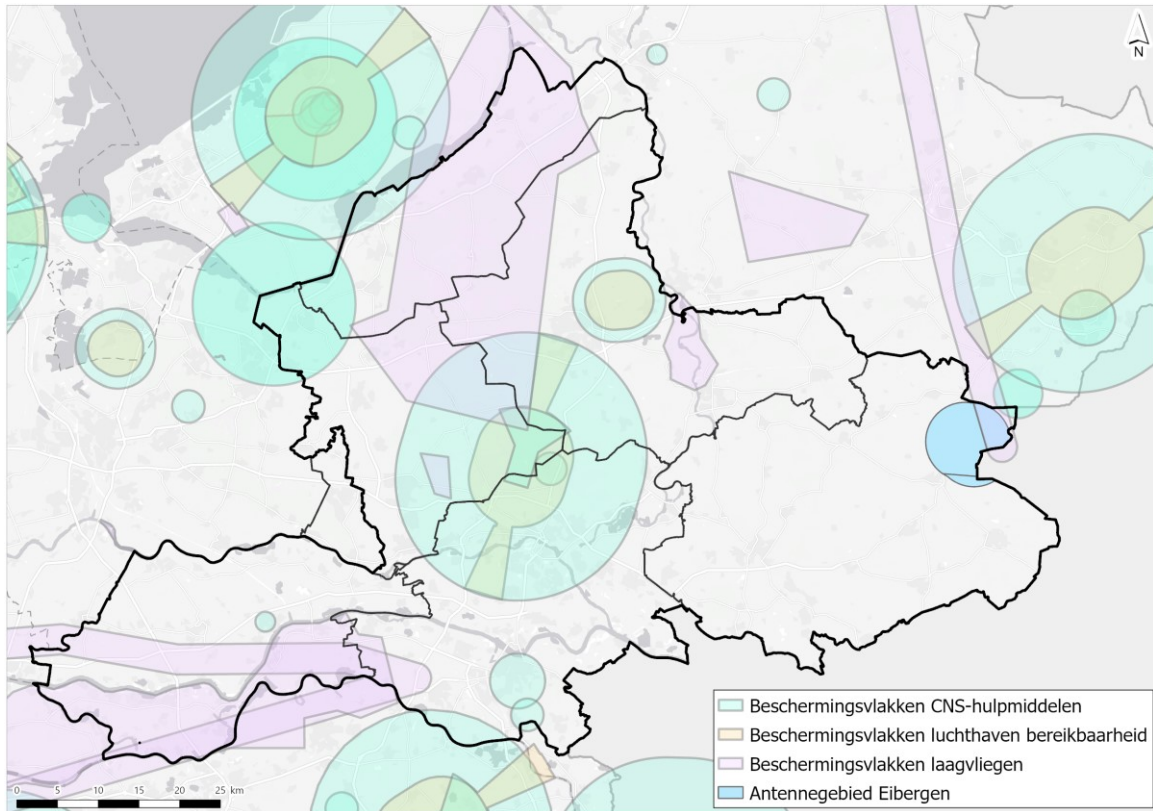 N
Beschermingsvlakken CNS-hulpmiddelen
Beschermingsvlakken luchthaven bereikbaarheid
Beschermingsvlakken laagvliegen
Antennegebied Eibergen
0 5 10 15 20 25 km